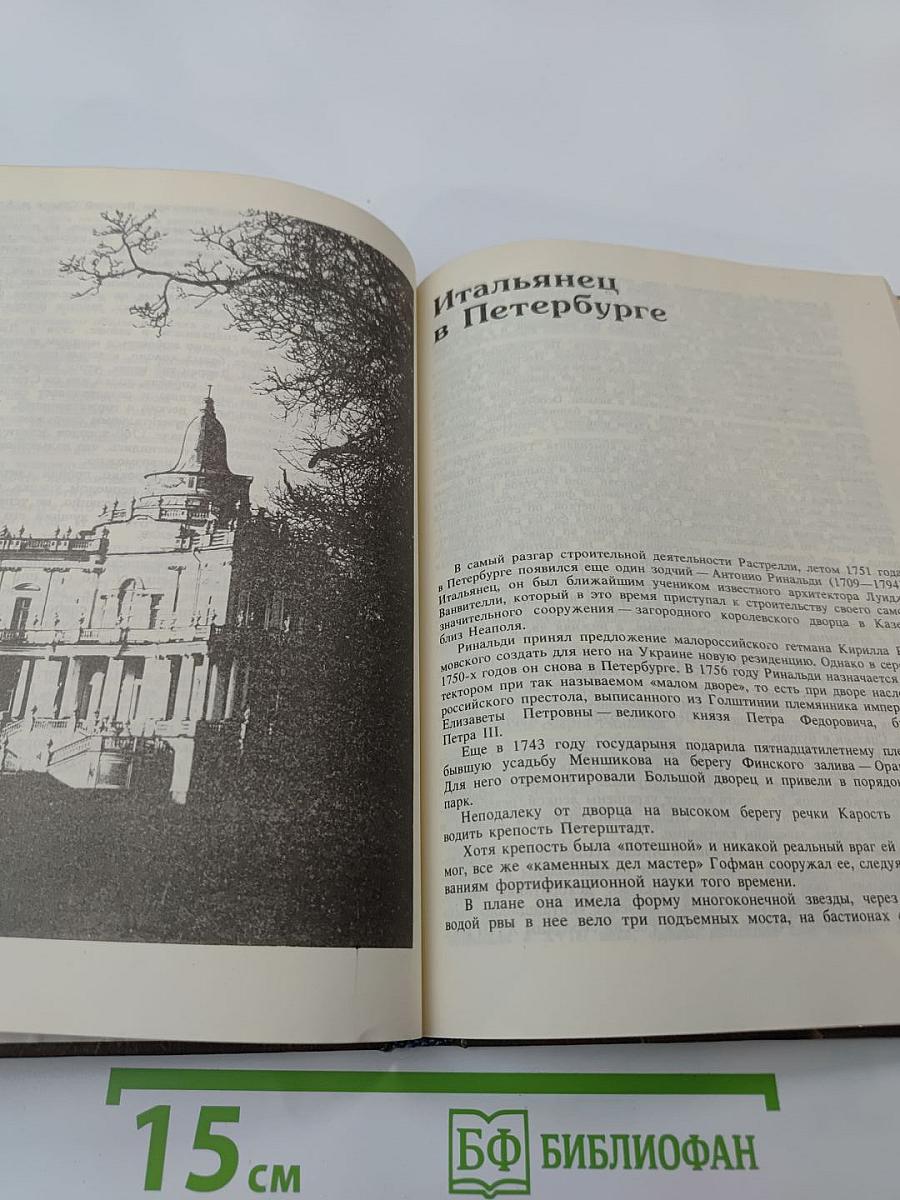 Итальянец
в Петербурге
В самый разгар строительной деятельности Растрелли, летом 1751 года
в Петербурге появился еще один зодчий — Антонио Ринальди (1709—1794
Итальянец, он был ближайшим учеником известного архитектора Луидж
Ванвителли, который в это время приступал к строительству своего само
значительного сооружения — загородного королевского дворца в Казе
близ Неаполя.
Ринальди принял предложение малороссийского гетмана Кирилла Р
мовского создать для него на Украине новую резиденцию. Однако в сер
1750-х годов он снова в Петербурге. В 1756 году Ринальди назначается
тектором при так называемом «малом дворе», то есть при дворе насле
российского престола, выписанного из Голштинии племянника импер
Елизаветы Петровны — великого князя Петра Федоровича, б
Петра III.
Еще в 1743 году государыня подарила пятнадцатилетнему пле
бывшую усадьбу Меншикова на берегу Финского залива — Ора
Для него отремонтировали Большой дворец и привели в порядо
парк.
Неподалеку от дворца на высоком берегу речки Карость
водить крепость Петерштадт.
Хотя крепость была «потешной» и никакой реальный враг ей
мог, все же «каменных дел мастер» Гофман сооружал ее, следуя
ваниям фортификационной науки того времени.
В плане она имела форму многоконечной звезды, через
водой рвы в нее вело три подъемных моста, на бастионах
15 см
БФ БИБЛИОФАН